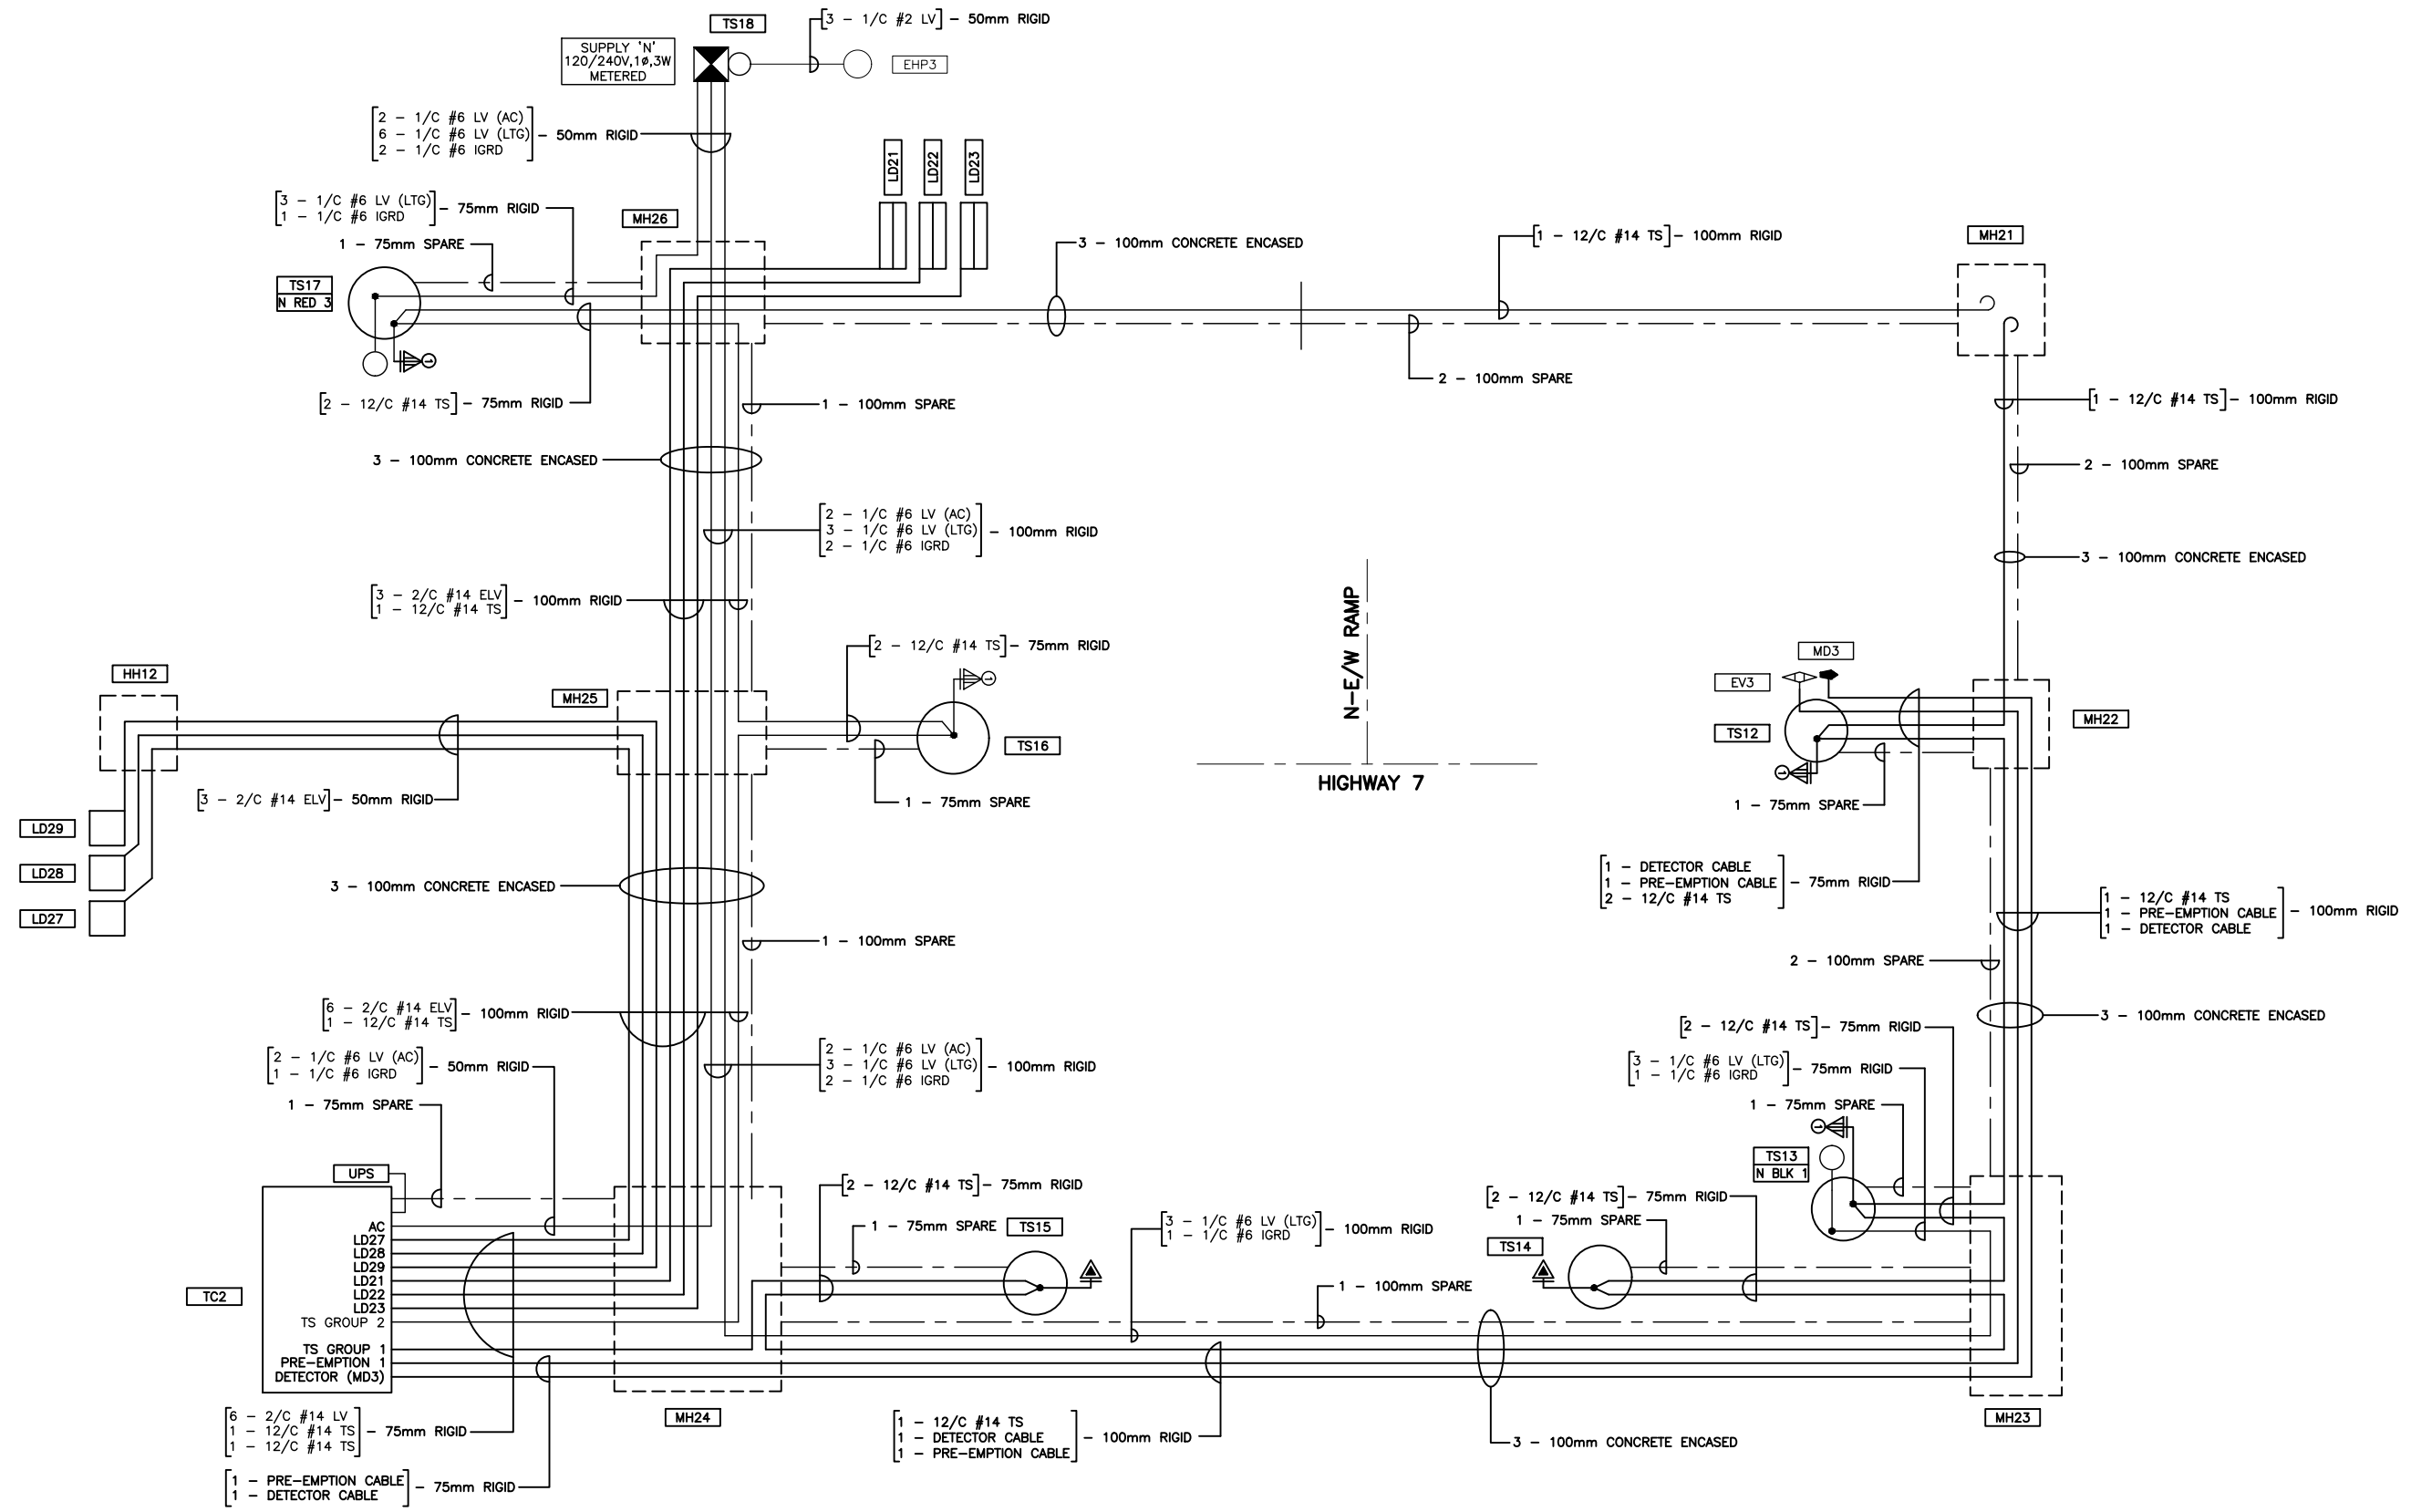 TS18
[3 – 1/C #2 LV] – 50mm RIGID
SUPPLY 'N'
120/240V,1ø,3W
METERED
EHP3
2 – 1/C #6 LV (AC)
6 – 1/C #6 LV (LTG)
2 – 1/C #6 IGRD
– 50mm RIGID
LD21
LD22
LD23
3 – 1/C #6 LV (LTG)
1 – 1/C #6 IGRD
– 75mm RIGID
MH26
1 – 75mm SPARE
3 – 100mm CONCRETE ENCASED
[1 – 12/C #14 TS] – 100mm RIGID
MH21
TS17
N RED 3
1
2 – 100mm SPARE
[2 – 12/C #14 TS] – 75mm RIGID
1 – 100mm SPARE
[1 – 12/C #14 TS] – 100mm RIGID
3 – 100mm CONCRETE ENCASED
2 – 100mm SPARE
2 – 1/C #6 LV (AC)
3 – 1/C #6 LV (LTG)
2 – 1/C #6 IGRD
– 100mm RIGID
3 – 100mm CONCRETE ENCASED
3 – 2/C #14 ELV
1 – 12/C #14 TS
– 100mm RIGID
[2 – 12/C #14 TS] – 75mm RIGID
N–E/W RAMP
HIGHWAY 7
HH12
MH25
1
TS16
MD3
EV3
TS12
MH22
1
[3 – 2/C #14 ELV] – 50mm RIGID
1 – 75mm SPARE
1 – 75mm SPARE
LD29
LD28
LD27
3 – 100mm CONCRETE ENCASED
1 – DETECTOR CABLE
1 – PRE–EMPTION CABLE
2 – 12/C #14 TS
– 75mm RIGID
1 – 12/C #14 TS
1 – PRE–EMPTION CABLE
1 – DETECTOR CABLE
– 100mm RIGID
1 – 100mm SPARE
2 – 100mm SPARE
6 – 2/C #14 ELV
1 – 12/C #14 TS
– 100mm RIGID
3 – 100mm CONCRETE ENCASED
[2 – 12/C #14 TS] – 75mm RIGID
2 – 1/C #6 LV (AC)
1 – 1/C #6 IGRD
– 50mm RIGID
2 – 1/C #6 LV (AC)
3 – 1/C #6 LV (LTG)
2 – 1/C #6 IGRD
– 100mm RIGID
3 – 1/C #6 LV (LTG)
1 – 1/C #6 IGRD
– 75mm RIGID
1 – 75mm SPARE
1 – 75mm SPARE
1
TS13
N BLK 1
UPS
[2 – 12/C #14 TS] – 75mm RIGID
[2 – 12/C #14 TS] – 75mm RIGID
1 – 75mm SPARE
TS15
3 – 1/C #6 LV (LTG)
1 – 1/C #6 IGRD
– 100mm RIGID
1 – 75mm SPARE
TS14
1 – 100mm SPARE
TC2
AC
LD27
LD28
LD29
LD21
LD22
LD23
TS GROUP 2
TS GROUP 1
PRE–EMPTION 1
DETECTOR (MD3)
MH24
MH23
6 – 2/C #14 LV
1 – 12/C #14 TS
1 – 12/C #14 TS
– 75mm RIGID
1 – 12/C #14 TS
1 – DETECTOR CABLE
1 – PRE–EMPTION CABLE
– 100mm RIGID
3 – 100mm CONCRETE ENCASED
1 – PRE–EMPTION CABLE
1 – DETECTOR CABLE
– 75mm RIGID